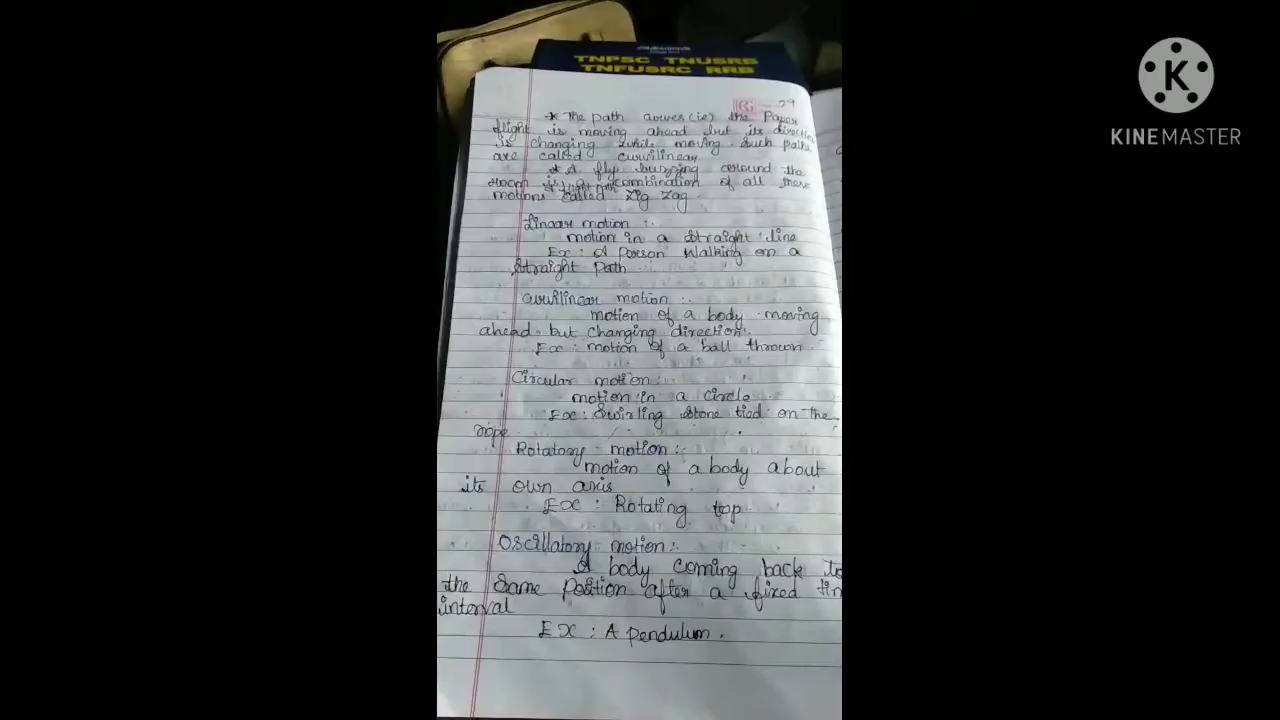 TNPSC TNUSRB
TNFUSRC RRB
K
KINEMASTER
29
* The path curves (ie) the Paper
flight is moving ahead but its direction
is changing while moving. Such paths
are called curvilinear
* A fly buzzing around the
room is a combination of all these
* flight path
motions called Zig Zag.
Linear motion :-
motion in a straight line
Ex : A Person Walking on a
straight path
Curvilinear motion :-
motion of a body moving
ahead but changing direction.
Ex : motion of a ball thrown.
Circular motion :
motion in a circle
Ex : Swirling stone tied on the
rope
Rotatory motion :-
motion of a body about
its own axis
EX : Rotating top.
Oscillatory motion :-
A body coming back to
the same position after a fixed tim
interval
EX : A pendulum.